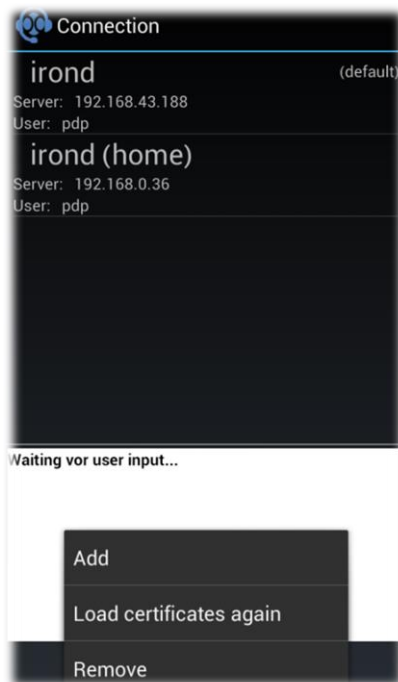 Connection
irond (default)
Server: 192.168.43.188
User: pdp
irond (home)
Server: 192.168.0.36
User: pdp
Waiting vor user input...
Add
Load certificates again
Remove